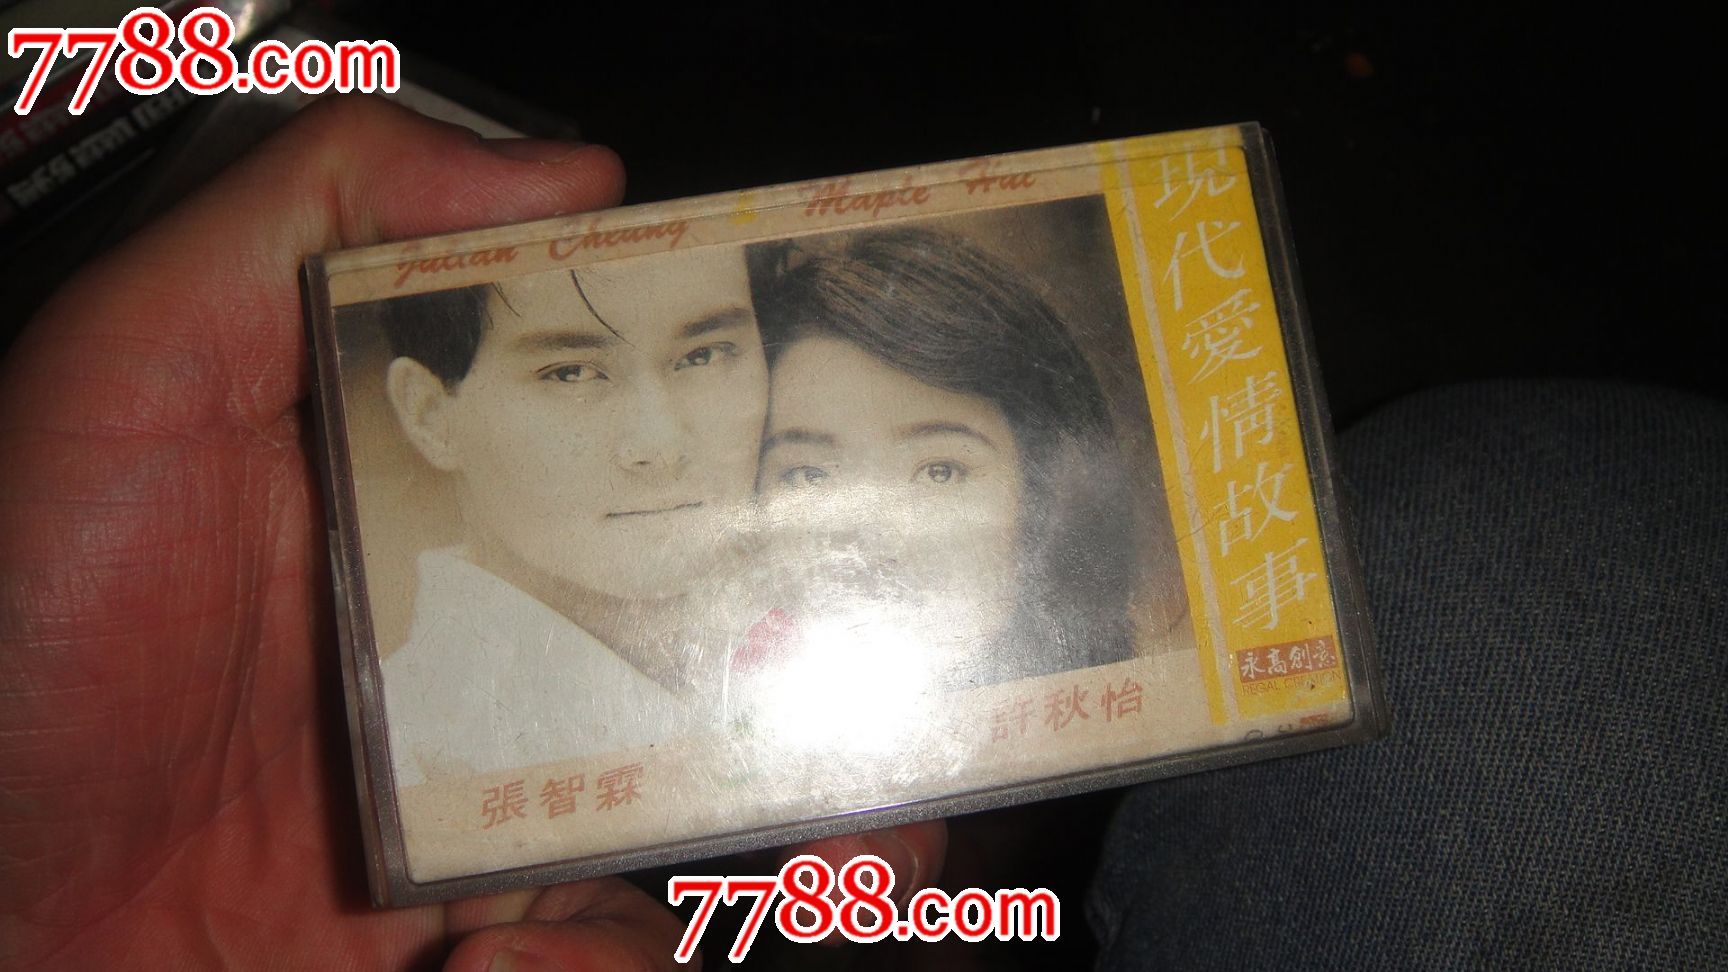 7788.com
Julian Cheung
Maple Hui
現代愛情故事
永高創意
REGAL CREATION
許秋怡
張智霖
7788.com